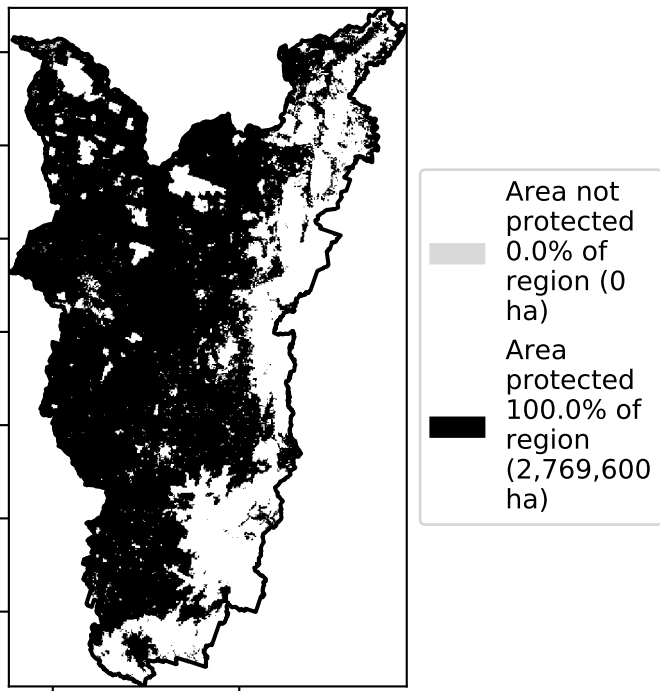 Area not
protected
0.0% of
region (0
ha)
Area
protected
100.0% of
region
(2,769,600
ha)